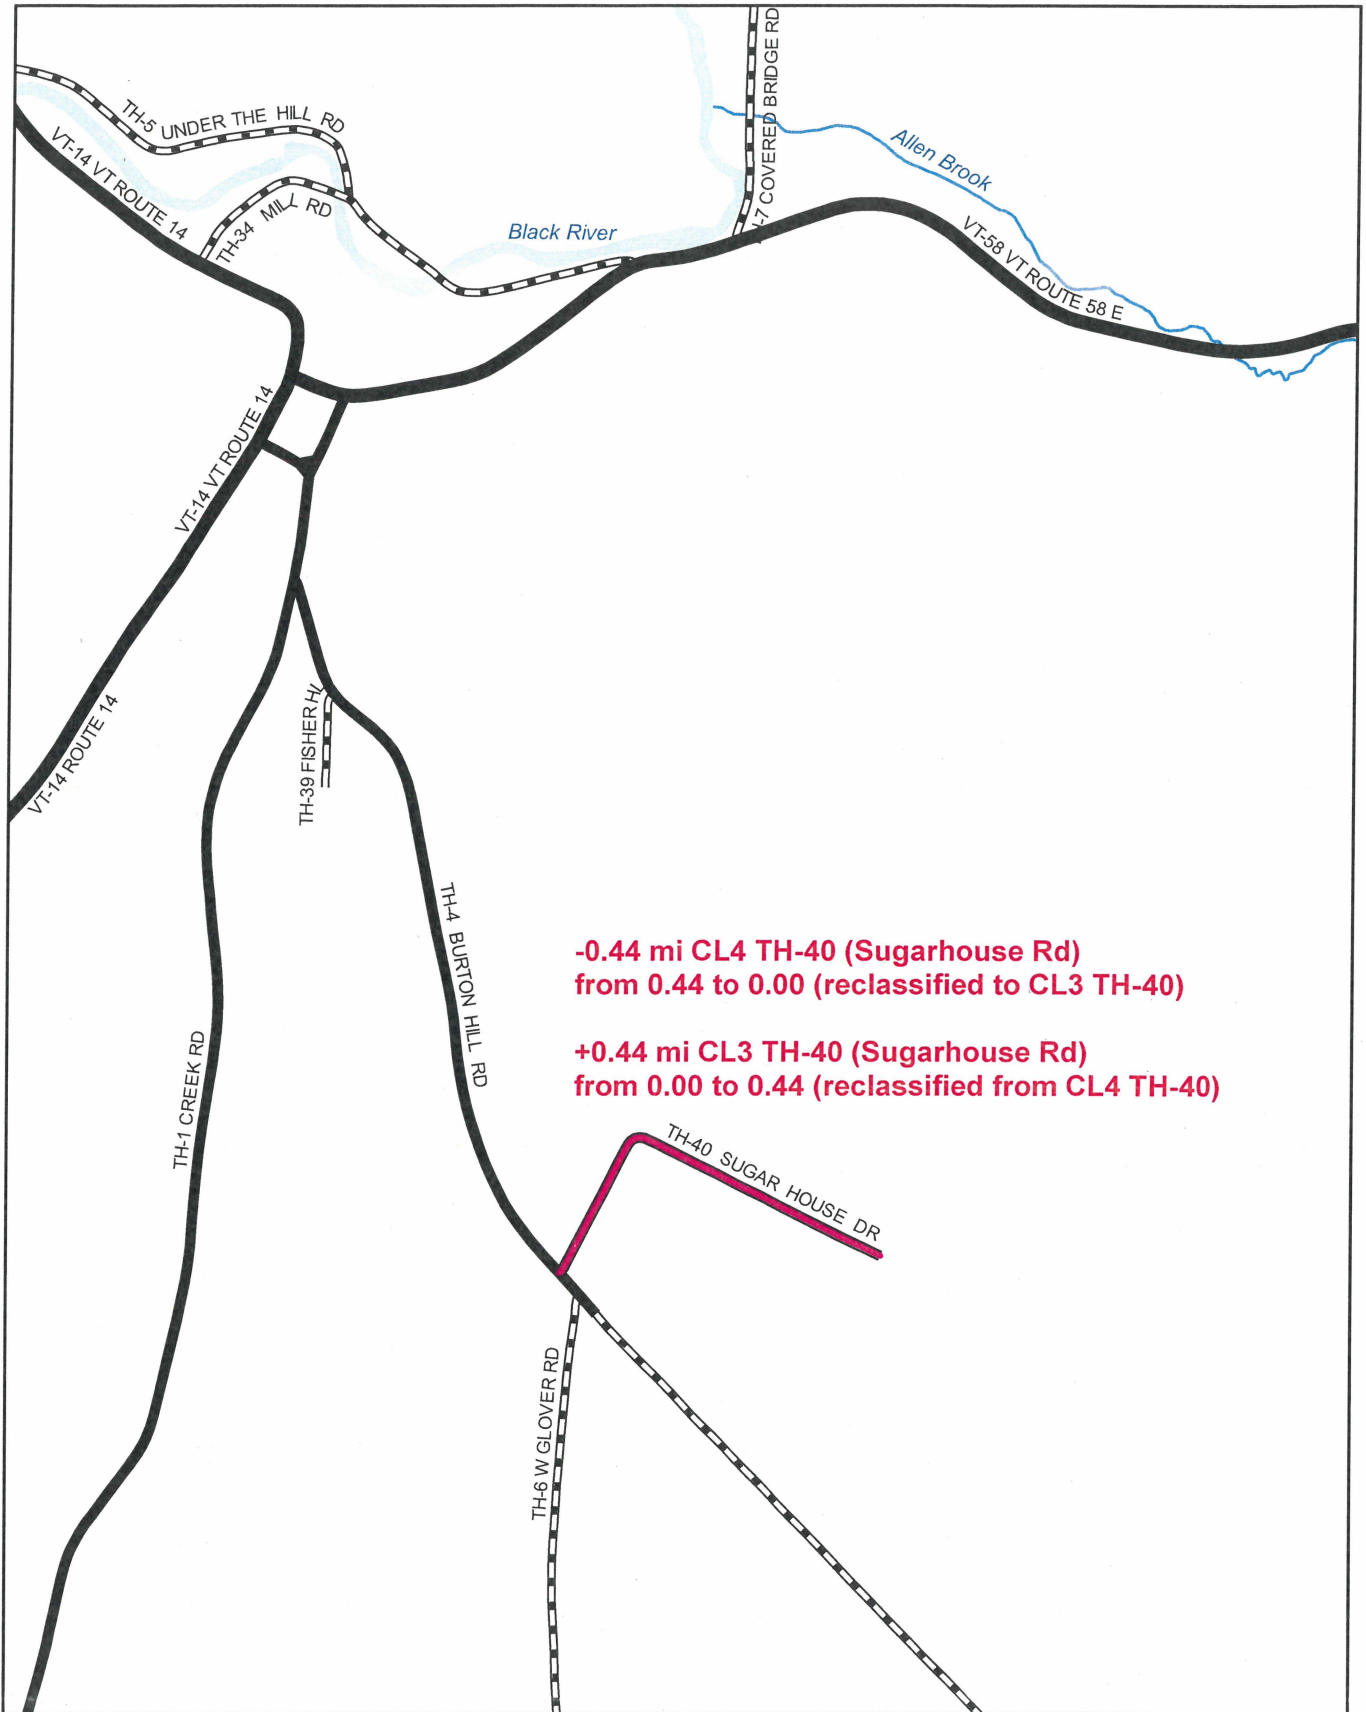 TH-5 UNDER THE HILL RD
VT-14 VT ROUTE 14
TH-34 MILL RD
Black River
-7 COVERED BRIDGE RD
Allen Brook
VT-58 VT ROUTE 58 E
VT-14 VT ROUTE 14
VT-14 ROUTE 14
TH-39 FISHER HL
TH-4 BURTON HILL RD
-0.44 mi CL4 TH-40 (Sugarhouse Rd)
from 0.44 to 0.00 (reclassified to CL3 TH-40)
+0.44 mi CL3 TH-40 (Sugarhouse Rd)
from 0.00 to 0.44 (reclassified from CL4 TH-40)
TH-1 CREEK RD
TH-40 SUGAR HOUSE DR
TH-6 W GLOVER RD